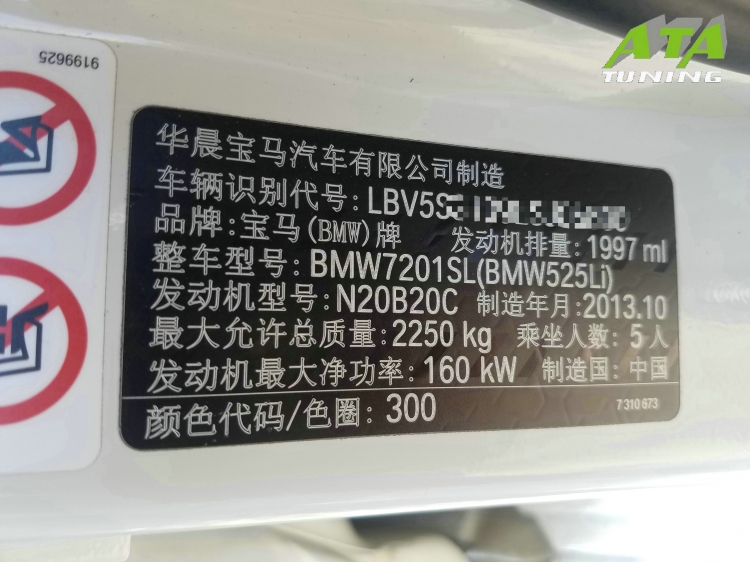 ATA
TUNING
9199625
华晨宝马汽车有限公司制造
车辆识别代号: LBV5S
品牌: 宝马(BMW)牌 发动机排量: 1997 ml
整车型号: BMW7201SL(BMW525Li)
发动机型号: N20B20C 制造年月: 2013.10
最大允许总质量: 2250 kg 乘坐人数: 5人
发动机最大净功率: 160 kW 制造国: 中国
颜色代码/色圈: 300 7 310 673